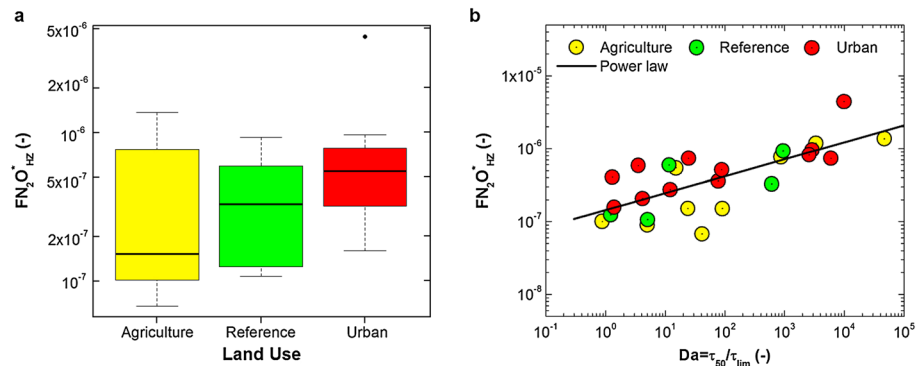 a
5x10⁻⁶
2x10⁻⁶
10⁻⁶
5x10⁻⁷
2x10⁻⁷
10⁻⁷
FN₂O*HZ (-)
Agriculture Reference Urban
Land Use
b
Agriculture Reference Urban
Power law
1x10⁻⁵
10⁻⁶
10⁻⁷
10⁻⁸
FN₂O*HZ (-)
10⁻¹ 10⁰ 10¹ 10² 10³ 10⁴ 10⁵
Da=τ₅₀/τlim (-)